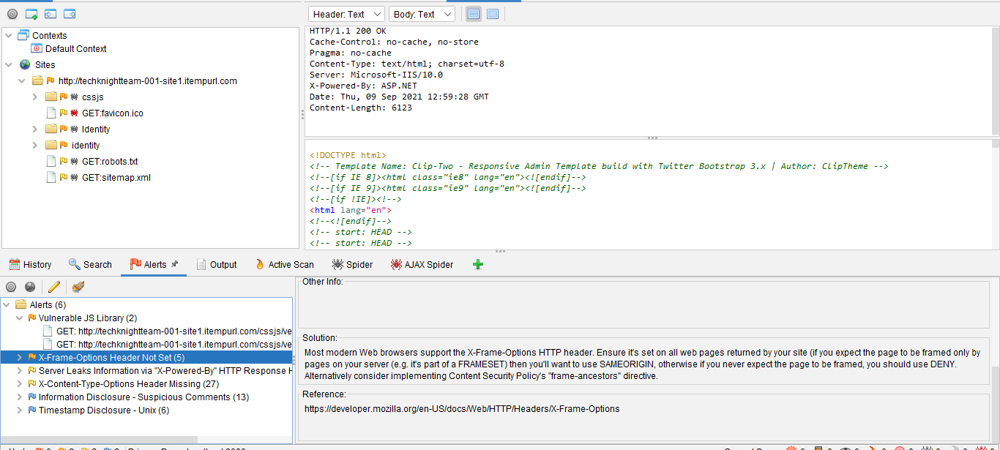 Contexts
Default Context
Sites
http://techknightteam-001-site1.itempurl.com
cssjs
GET:favicon.ico
Identity
identity
GET:robots.txt
GET:sitemap.xml
Header: Text
Body: Text
HTTP/1.1 200 OK
Cache-Control: no-cache, no-store
Pragma: no-cache
Content-Type: text/html; charset=utf-8
Server: Microsoft-IIS/10.0
X-Powered-By: ASP.NET
Date: Thu, 09 Sep 2021 12:59:28 GMT
Content-Length: 6123
<!DOCTYPE html>
<!-- Template Name: Clip-Two - Responsive Admin Template build with Twitter Bootstrap 3.x | Author: ClipTheme -->
<!--[if IE 8]><html class="ie8" lang="en"><![endif]-->
<!--[if IE 9]><html class="ie9" lang="en"><![endif]-->
<!--[if !IE]><!-->
<html lang="en">
<!--<![endif]-->
<!-- start: HEAD -->
<!-- start: HEAD -->
History
Search
Alerts
Output
Active Scan
Spider
AJAX Spider
Alerts (6)
Vulnerable JS Library (2)
GET: http://techknightteam-001-site1.itempurl.com/cssjs/ve
GET: http://techknightteam-001-site1.itempurl.com/cssjs/ve
X-Frame-Options Header Not Set (5)
Server Leaks Information via "X-Powered-By" HTTP Response H
X-Content-Type-Options Header Missing (27)
Information Disclosure - Suspicious Comments (13)
Timestamp Disclosure - Unix (6)
Other Info:
Solution:
Most modern Web browsers support the X-Frame-Options HTTP header. Ensure it's set on all web pages returned by your site (if you expect the page to be framed only by
pages on your server (e.g. it's part of a FRAMESET) then you'll want to use SAMEORIGIN, otherwise if you never expect the page to be framed, you should use DENY.
Alternatively consider implementing Content Security Policy's "frame-ancestors" directive.
Reference:
https://developer.mozilla.org/en-US/docs/Web/HTTP/Headers/X-Frame-Options